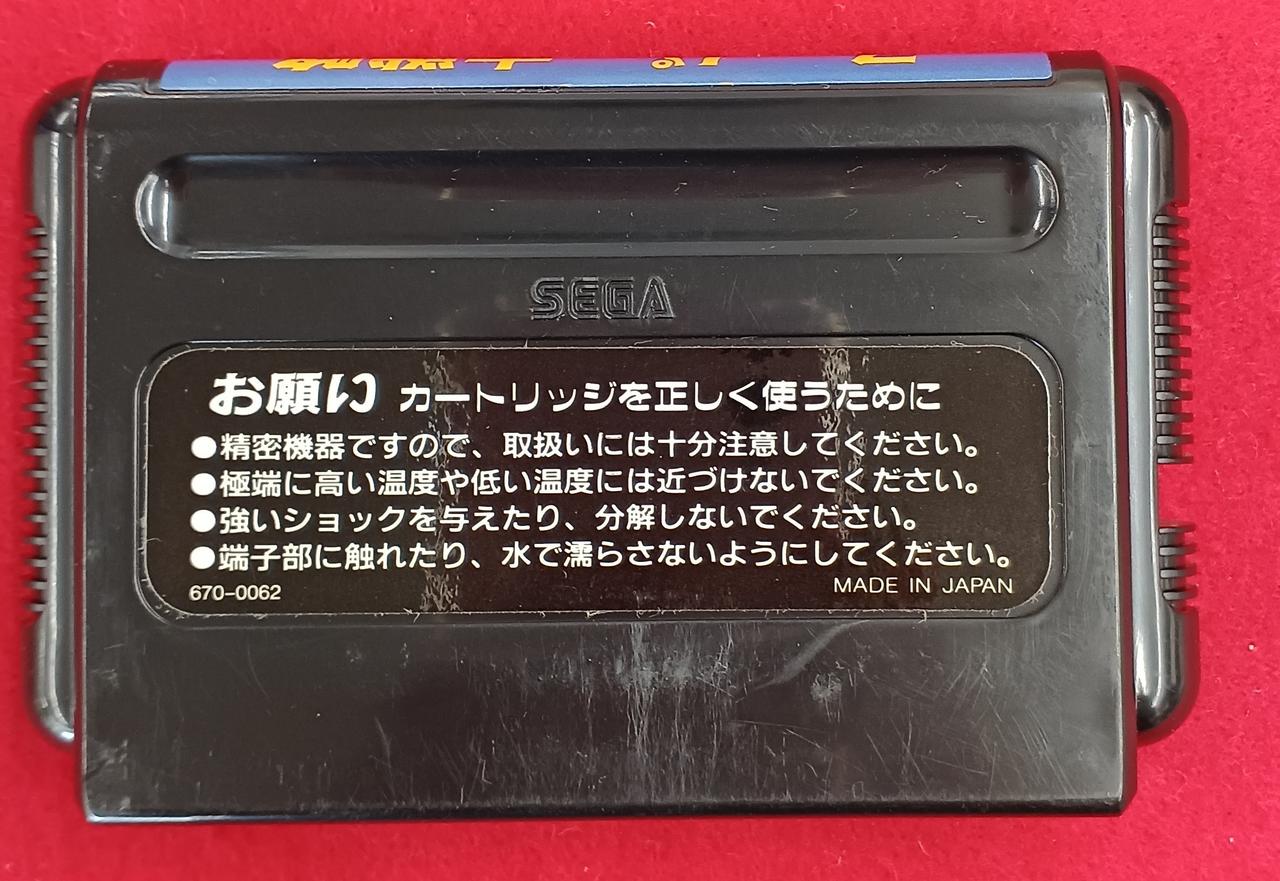 SEGA
お願い カートリッジを正しく使うために
●精密機器ですので、取扱いには十分注意してください。
●極端に高い温度や低い温度には近づけないでください。
●強いショックを与えたり、分解しないでください。
●端子部に触れたり、水で濡らさないようにしてください。
670-0062 MADE IN JAPAN